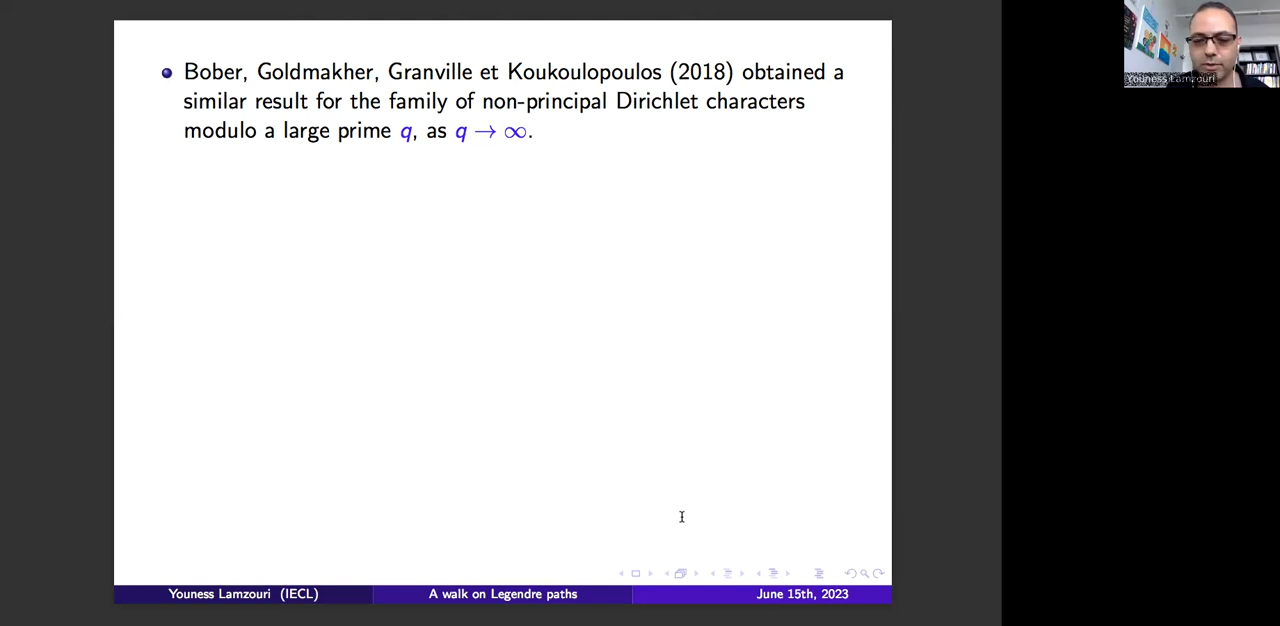 Bober, Goldmakher, Granville et Koukoulopoulos (2018) obtained a
similar result for the family of non-principal Dirichlet characters
modulo a large prime q, as q → ∞.
Youness Lamzouri
Youness Lamzouri (IECL)
A walk on Legendre paths
June 15th, 2023